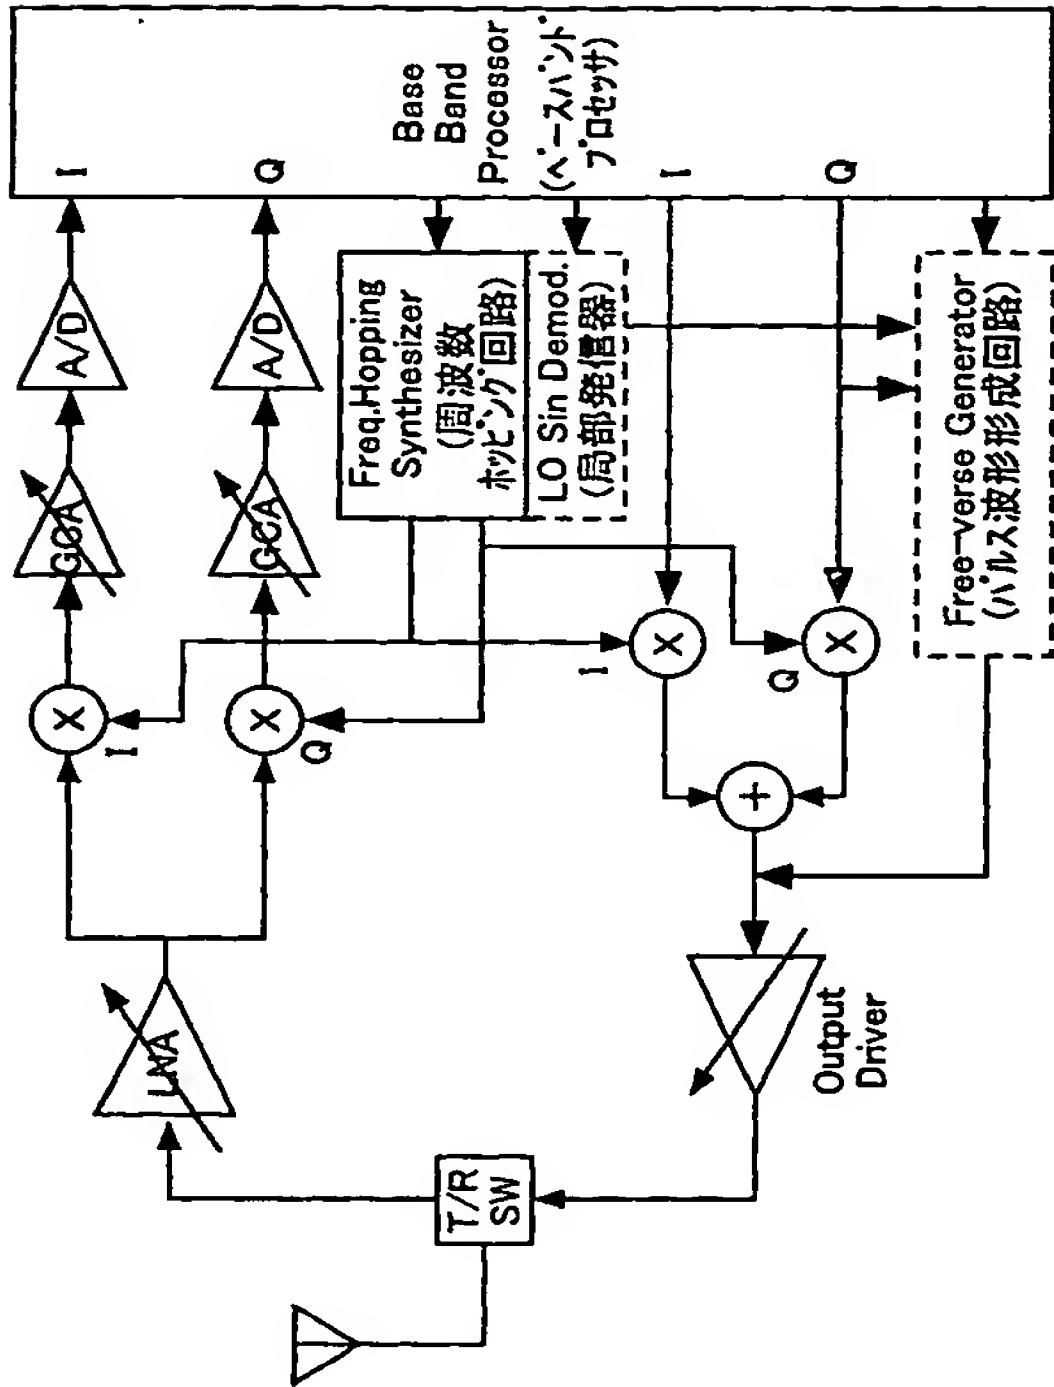 I
Q
A/D
A/D
GCA
GCA
I
Q
LNA
Base
Band
Processor
(ベースバンド
プロセッサ)
Freq.Hopping
Synthesizer
(周波数
ホッピング回路)
LO Sin Demod.
(局部発信器)
T/R
SW
I
Q
I
Q
X
X
X
X
+
Output
Driver
Free-verse Generator
(パルス波形形成回路)